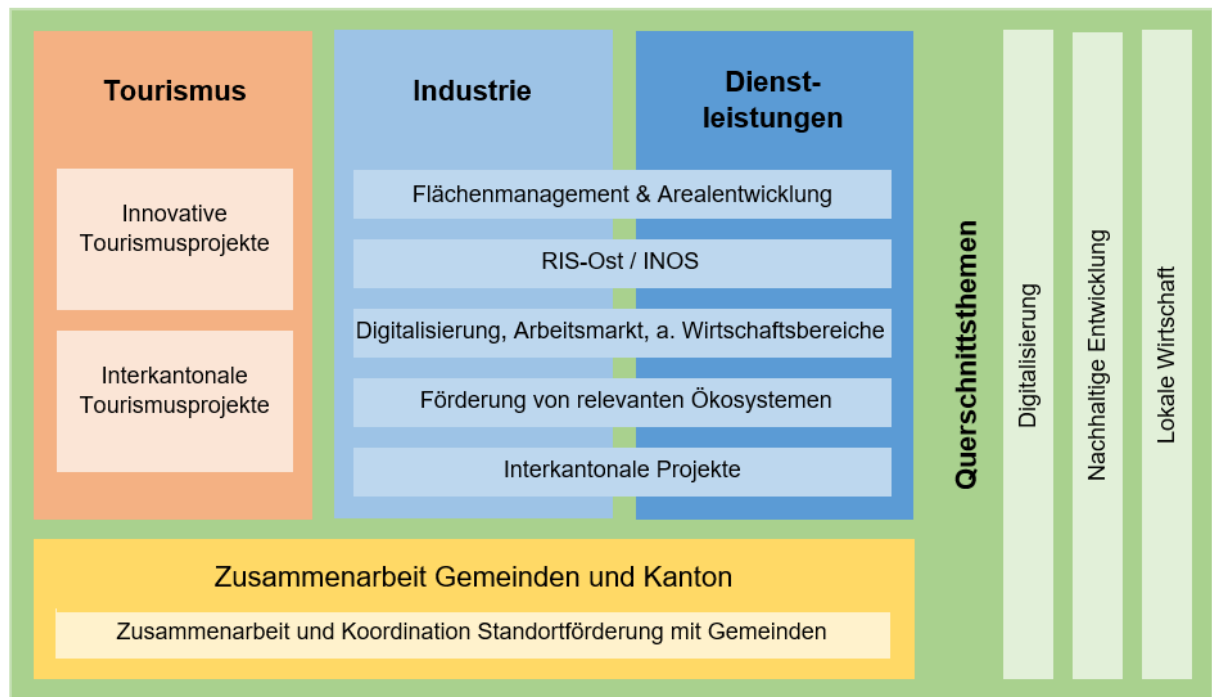 Tourismus
Innovative
Tourismusprojekte
Interkantonale
Tourismusprojekte
Industrie
Dienst-
leistungen
Flächenmanagement & Arealentwicklung
RIS-Ost / INOS
Digitalisierung, Arbeitsmarkt, a. Wirtschaftsbereiche
Förderung von relevanten Ökosystemen
Interkantonale Projekte
Zusammenarbeit Gemeinden und Kanton
Zusammenarbeit und Koordination Standortförderung mit Gemeinden
Querschnittsthemen
Digitalisierung
Nachhaltige Entwicklung
Lokale Wirtschaft